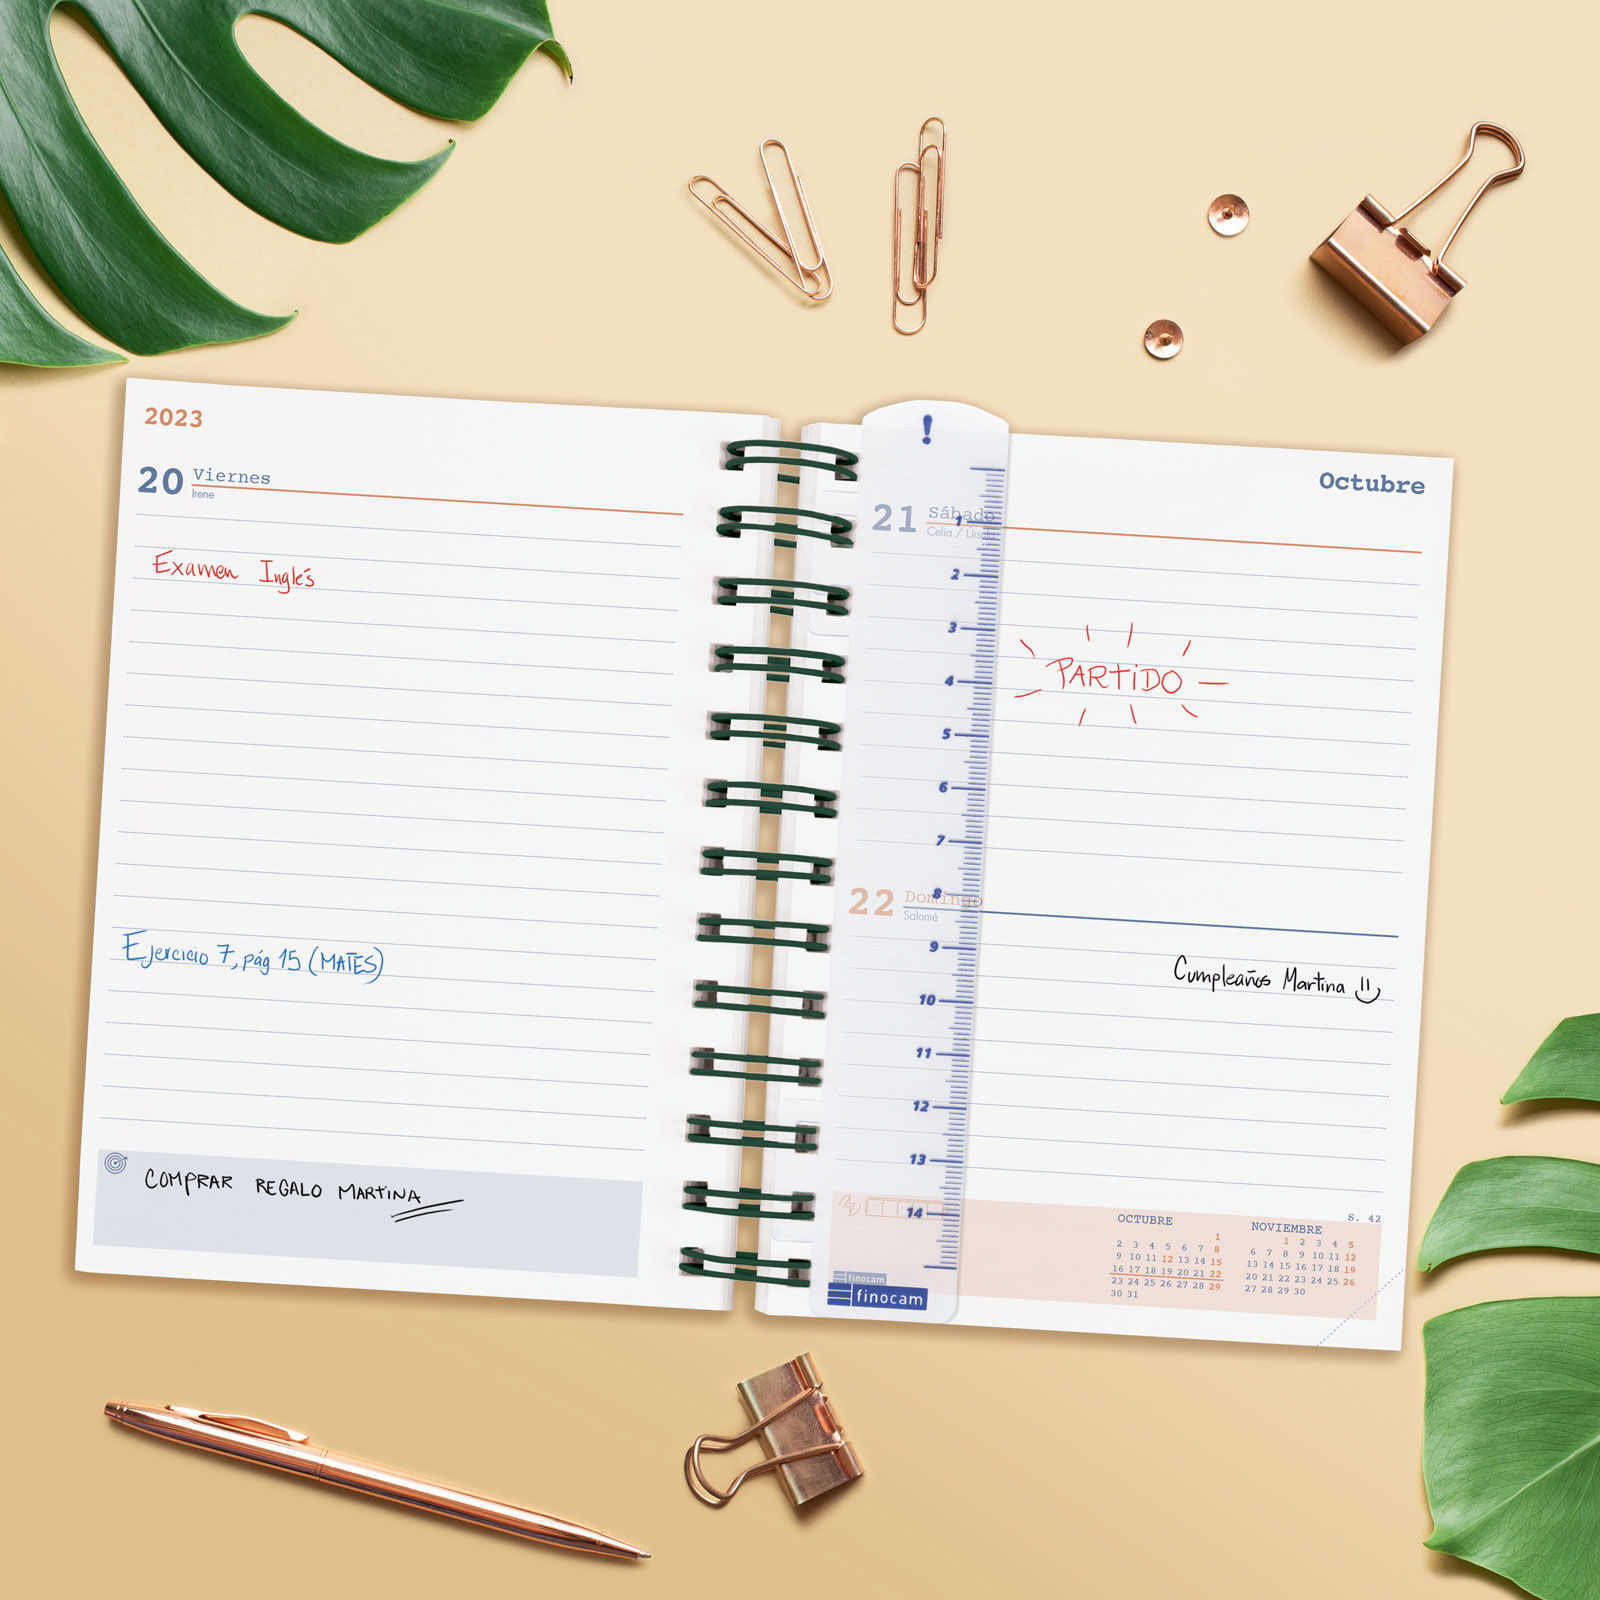 2023
20 Viernes
Irene
Examen Inglés
Ejercicio 7, pág 15 (MATES)
COMPRAR REGALO MARTINA
!
Octubre
21 Sábado
Celia / Úrsula
1
2
3
PARTiDO
4
5
6
7
8
22 Domingo
Salomé
9
Cumpleaños Martina
10
11
12
13
14
S. 42
OCTUBRE
1
2 3 4 5 6 7 8
9 10 11 12 13 14 15
16 17 18 19 20 21 22
23 24 25 26 27 28 29
30 31
NOVIEMBRE
1 2 3 4 5
6 7 8 9 10 11 12
13 14 15 16 17 18 19
20 21 22 23 24 25 26
27 28 29 30
finocam
finocam